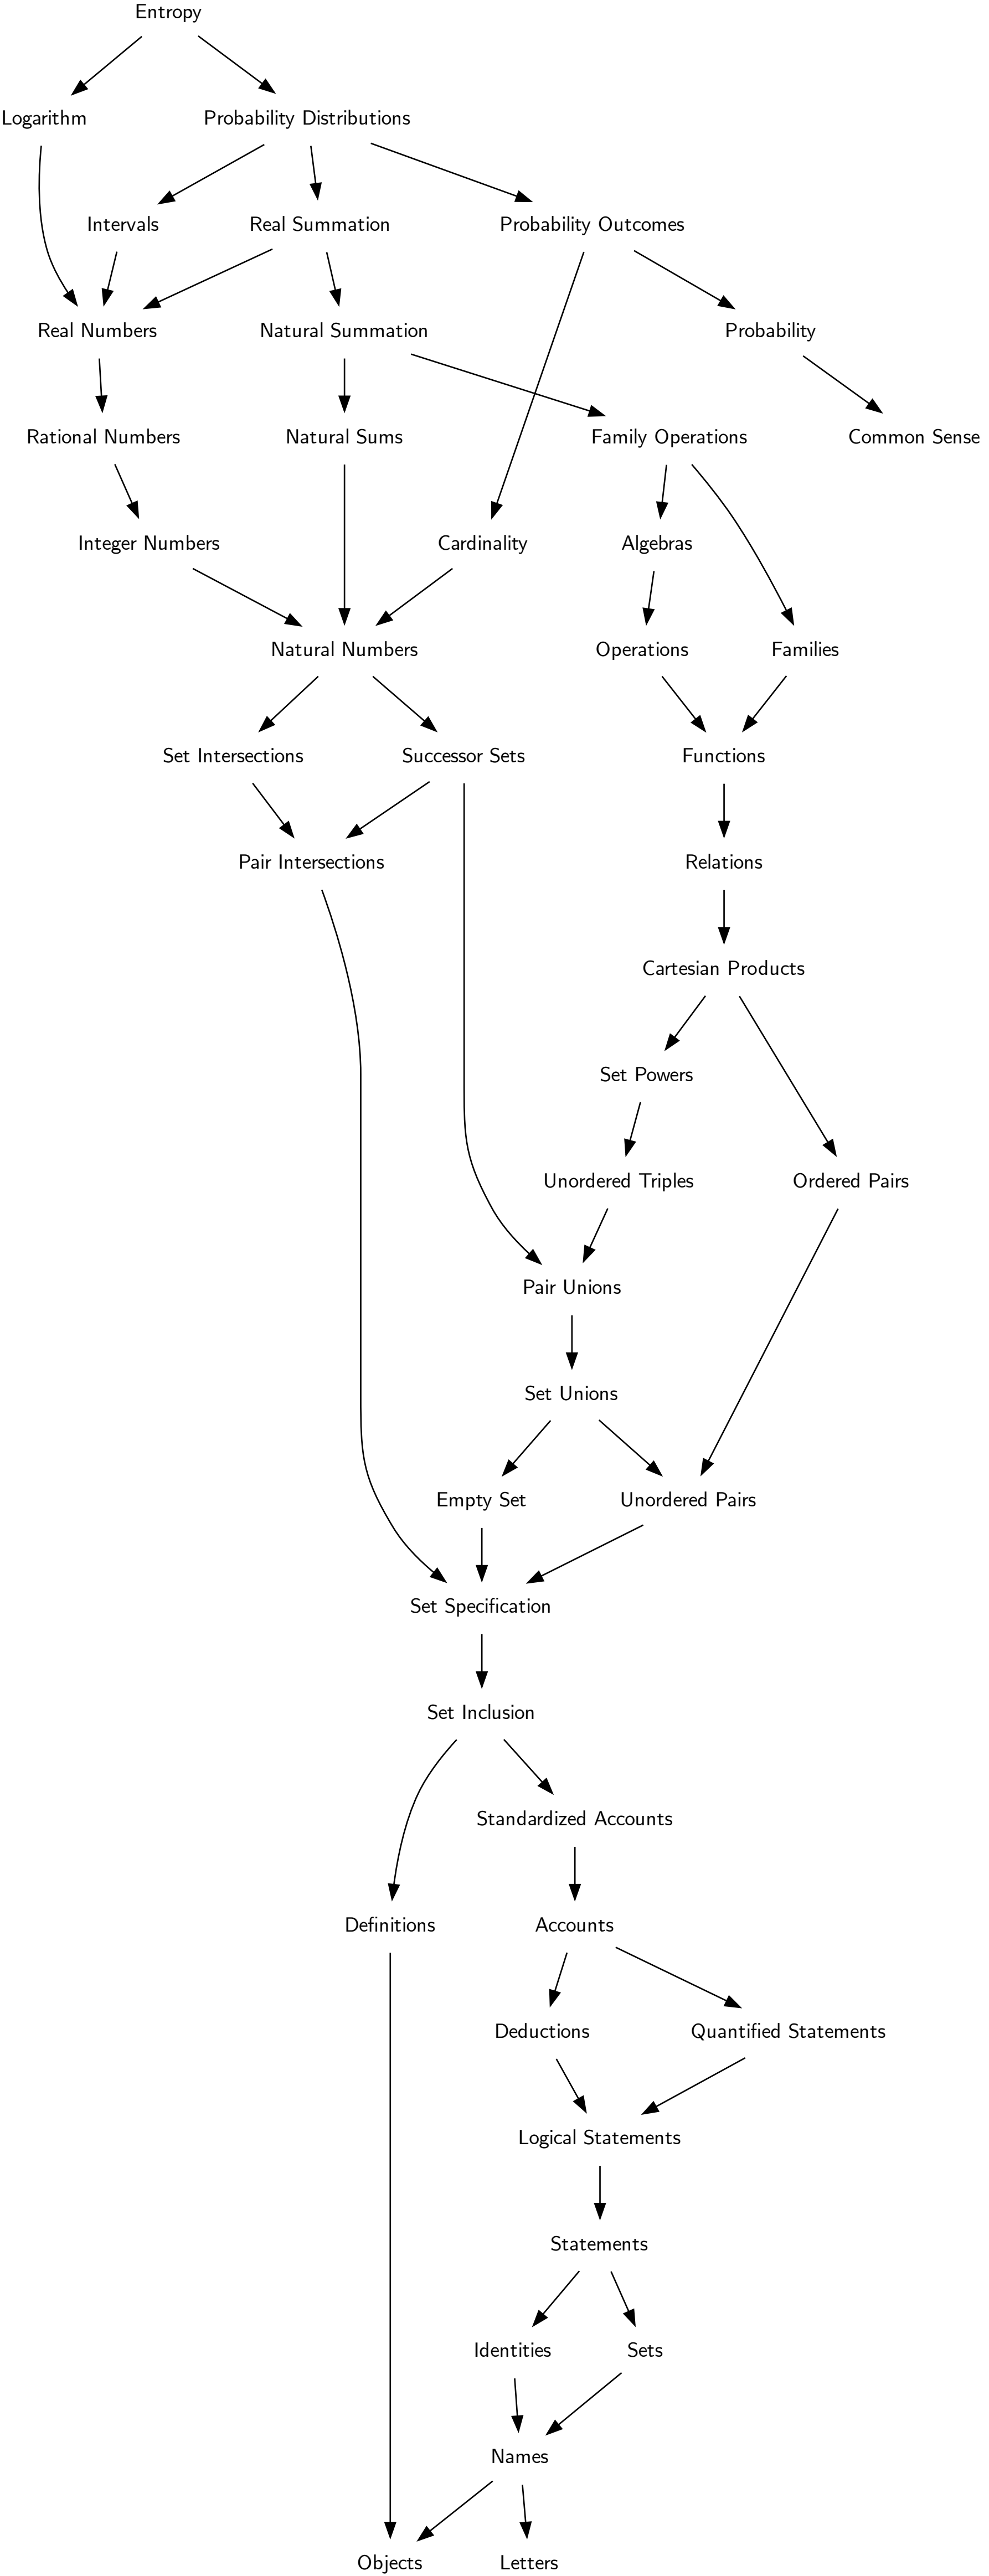 Entropy
Logarithm
Probability Distributions
Intervals
Real Summation
Probability Outcomes
Real Numbers
Natural Summation
Probability
Rational Numbers
Natural Sums
Family Operations
Common Sense
Integer Numbers
Cardinality
Algebras
Natural Numbers
Operations
Families
Set Intersections
Successor Sets
Functions
Pair Intersections
Relations
Cartesian Products
Set Powers
Unordered Triples
Ordered Pairs
Pair Unions
Set Unions
Empty Set
Unordered Pairs
Set Specification
Set Inclusion
Standardized Accounts
Definitions
Accounts
Deductions
Quantified Statements
Logical Statements
Statements
Identities
Sets
Names
Objects
Letters